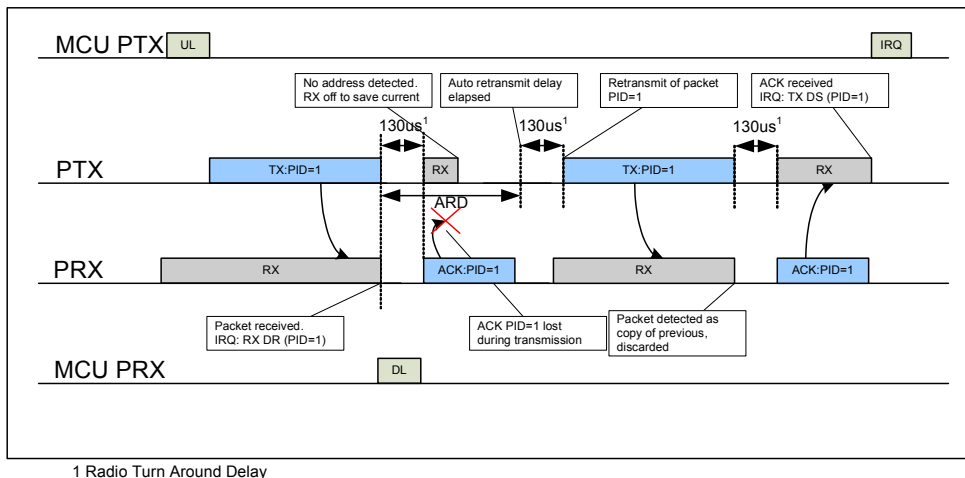 MCU PTX
UL
IRQ
No address detected.
RX off to save current
Auto retransmit delay
elapsed
Retransmit of packet
PID=1
ACK received
IRQ: TX DS (PID=1)
130us1
130us1
130us1
PTX
TX:PID=1
RX
TX:PID=1
RX
ARD
PRX
RX
ACK:PID=1
RX
ACK:PID=1
Packet received.
IRQ: RX DR (PID=1)
ACK PID=1 lost
during transmission
Packet detected as
copy of previous,
discarded
MCU PRX
DL
1 Radio Turn Around Delay